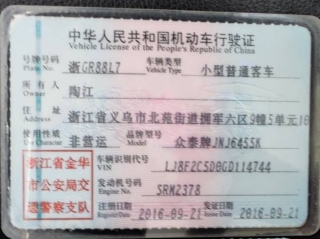 中华人民共和国机动车行驶证
Vehicle License of the People's Republic of China
号牌号码 浙GR88L7 车辆类型 小型普通客车
Plate No. Vehicle Type
所有人 陶江
Owner
住址 浙江省义乌市北苑街道拥军六区9幢5单元
Address
使用性质 非营运 品牌型号 众泰牌JNJ6455K
Use Character Model
浙江省金华
市公安局交
通警察支队
车辆识别代号 LJ8F2C5D0GD114744
VIN
发动机号码 SRM2378
Engine No.
注册日期 2016-09-21 发证日期 2016-09-21
Register Date Issue Date